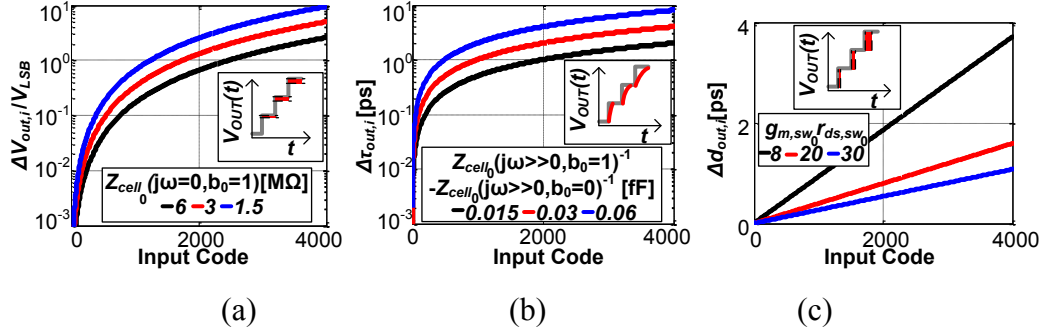 ΔV_out,i/V_LSB
10^1
10^0
10^-1
10^-2
10^-3
V_OUT(t)
t
Z_cell_0(jω=0,b_0=1)[MΩ]
6 3 1.5
0 2000 4000
Input Code
(a)
Δτ_out,i[ps]
10^1
10^0
10^-1
10^-2
10^-3
V_OUT(t)
t
Z_cell_0(jω>>0,b_0=1)^-1
-Z_cell_0(jω>>0,b_0=0)^-1 [fF]
0.015 0.03 0.06
0 2000 4000
Input Code
(b)
Δd_out,i[ps]
4
2
0
V_OUT(t)
t
g_m,sw_0 r_ds,sw_0
8 20 30
0 2000 4000
Input Code
(c)